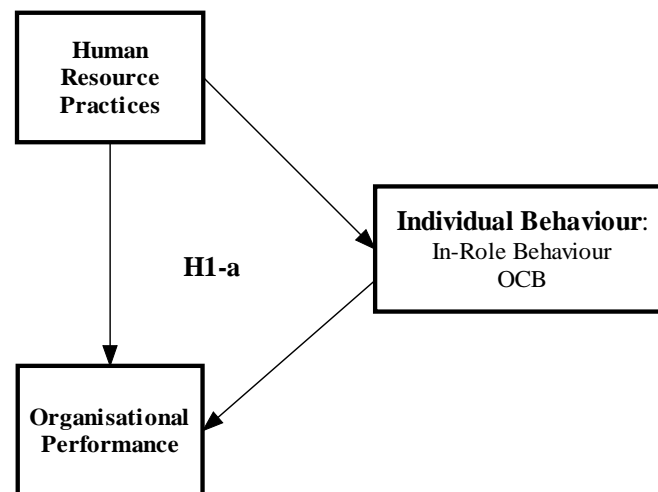 Human
Resource
Practices
Individual Behaviour:
In-Role Behaviour
OCB
H1-a
Organisational
Performance